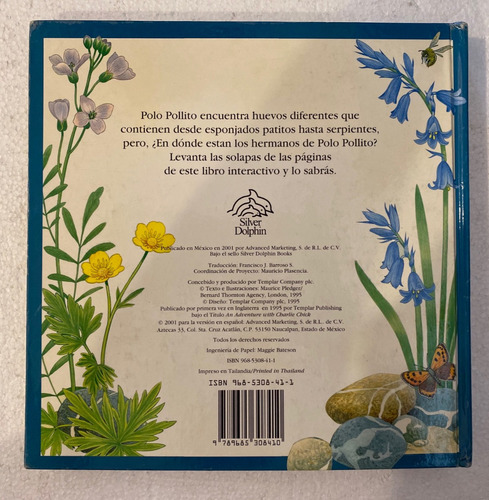 Polo Pollito encuentra huevos diferentes que
contienen desde esponjados patitos hasta serpientes,
pero, ¿En dónde estan los hermanos de Polo Pollito?
Levanta las solapas de las páginas
de este libro interactivo y lo sabrás.
Silver
Dolphin
Publicado en México en 2001 por Advanced Marketing, S. de R.L. de C.V.
Bajo el sello Silver Dolphin Books
Traducción: Francisco J. Barroso S.
Coordinación de Proyecto: Mauricio Plasencia.
Concebido y producido por Templar Company plc.
© Texto e Ilustraciones: Maurice Pledger/
Bernard Thornton Agency, London, 1995
© Diseño: Templar Company plc, 1995
Publicado por primera vez en Inglaterra en 1995 por Templar Publishing
bajo el Título An Adventure with Charlie Chick
© 2001 para la versión en español: Advanced Marketing, S. de R.L. de C.V.
Aztecas 33, Col. Sta. Cruz Acatlán, C.P. 53150 Naucalpan, Estado de México
Todos los derechos reservados
Ingeniería de Papel: Maggie Bateson
ISBN 968-5308-41-1
Impreso en Tailandia/Printed in Thailand
ISBN 968-5308-41-1
9 789685 308410